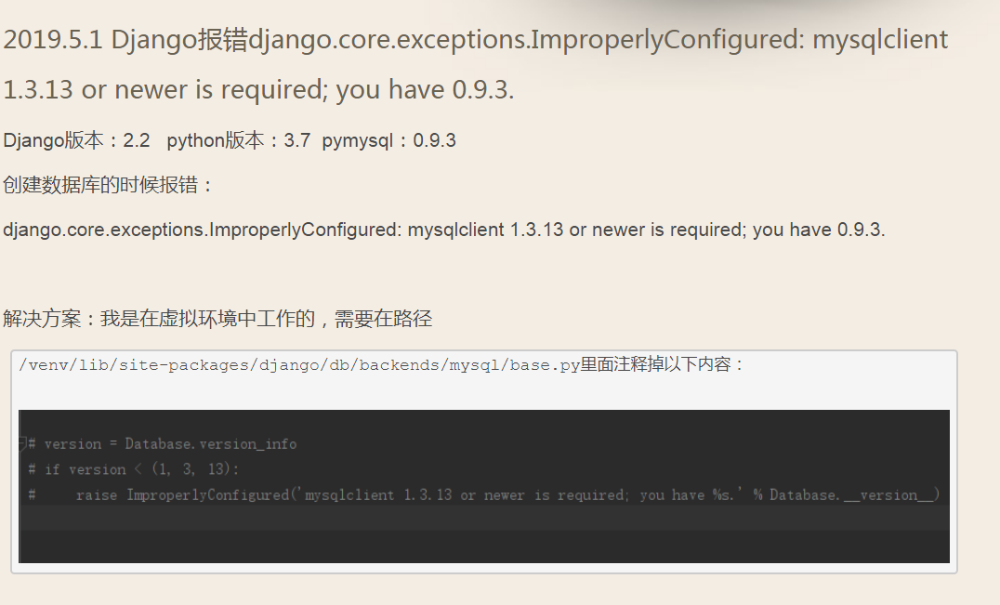 2019.5.1 Django报错django.core.exceptions.ImproperlyConfigured: mysqlclient
1.3.13 or newer is required; you have 0.9.3.
Django版本：2.2 python版本：3.7 pymysql：0.9.3
创建数据库的时候报错：
django.core.exceptions.ImproperlyConfigured: mysqlclient 1.3.13 or newer is required; you have 0.9.3.
解决方案：我是在虚拟环境中工作的，需要在路径
/venv/lib/site-packages/django/db/backends/mysql/base.py里面注释掉以下内容：
# version = Database.version_info
# if version < (1, 3, 13):
#     raise ImproperlyConfigured('mysqlclient 1.3.13 or newer is required; you have %s.' % Database.__version__)